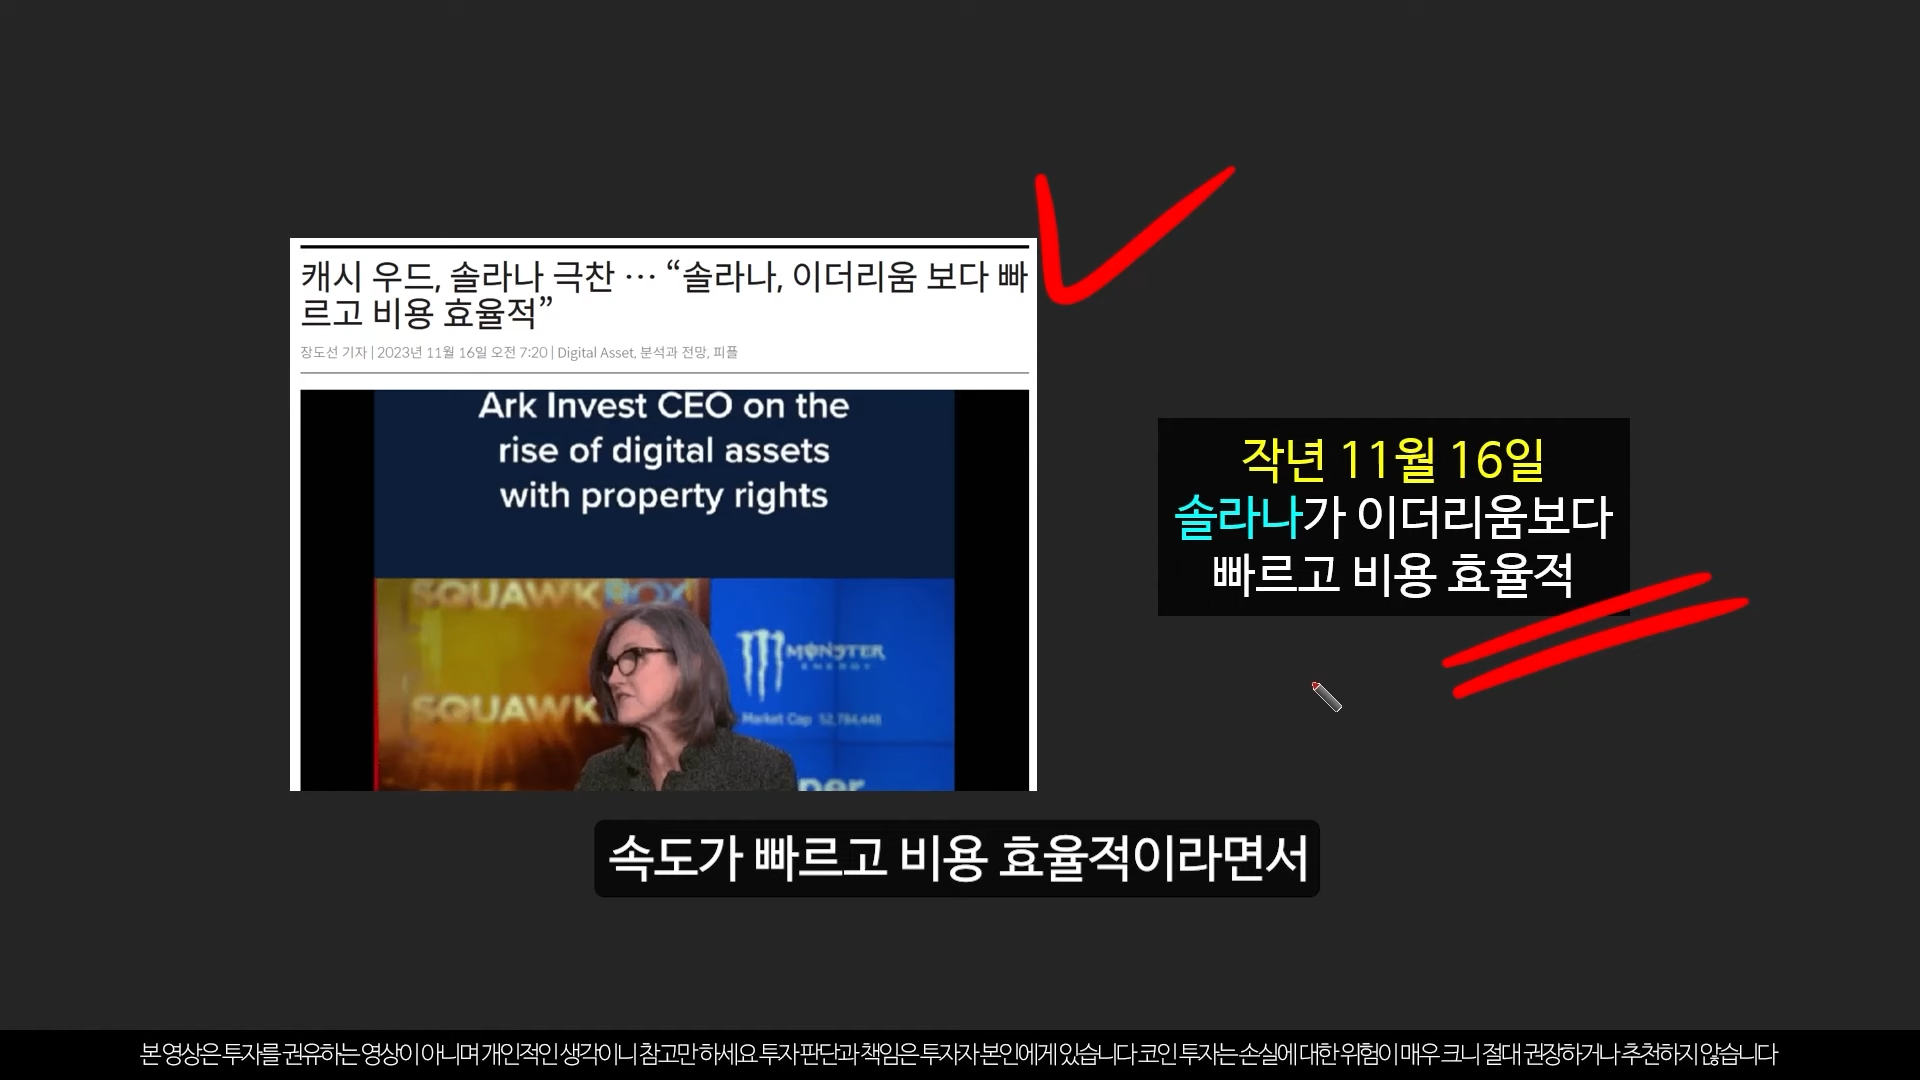 캐시 우드, 솔라나 극찬 … “솔라나, 이더리움 보다 빠
르고 비용 효율적”
장도선 기자 | 2023년 11월 16일 오전 7:20 | Digital Asset, 분석과 전망, 피플
Ark Invest CEO on the
rise of digital assets
with property rights
SQUAWK BOX
MONSTER
ENERGY
SQUAWK
Market Cap 52,784,448
per
작년 11월 16일
솔라나가 이더리움보다
빠르고 비용 효율적
속도가 빠르고 비용 효율적이라면서
본 영상은 투자를 권유하는 영상이 아니며 개인적인 생각이니 참고만 하세요 투자 판단과 책임은 투자자 본인에게 있습니다 코인 투자는 손실에 대한 위험이 매우 크니 절대 권장하거나 추천하지 않습니다